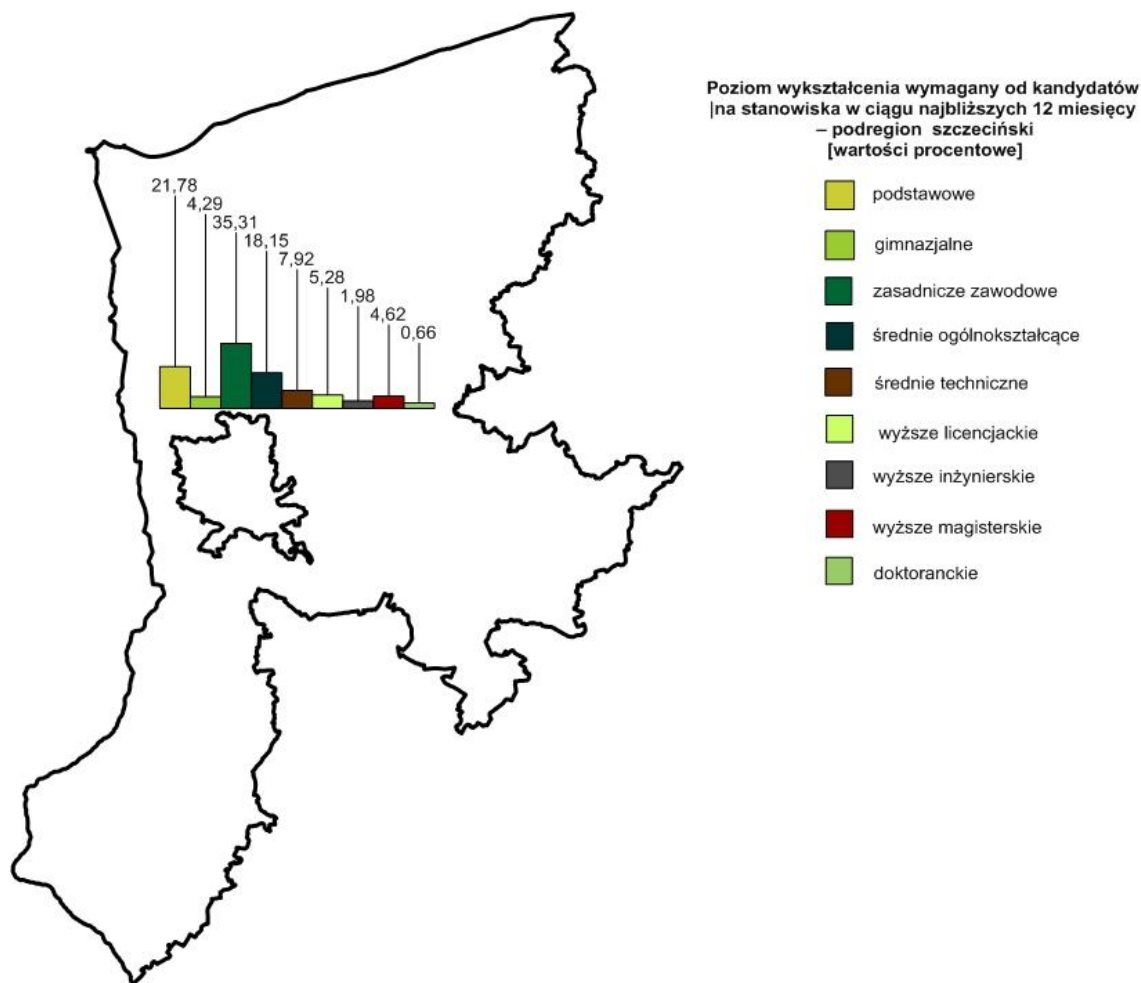 Poziom wykształcenia wymagany od kandydatów
|na stanowiska w ciągu najbliższych 12 miesięcy
– podregion szczeciński
[wartości procentowe]
21,78
4,29
35,31
18,15
7,92
5,28
1,98
4,62
0,66
podstawowe
gimnazjalne
zasadnicze zawodowe
średnie ogólnokształcące
średnie techniczne
wyższe licencjackie
wyższe inżynierskie
wyższe magisterskie
doktoranckie